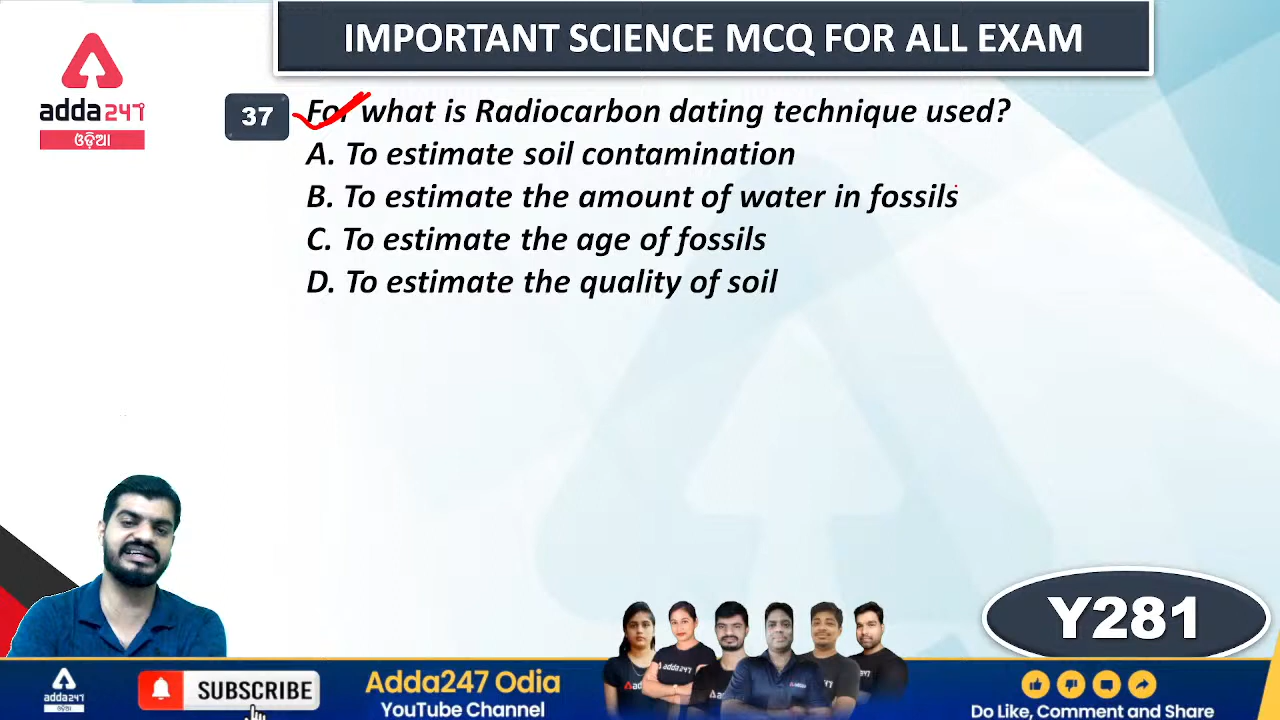 IMPORTANT SCIENCE MCQ FOR ALL EXAM
adda247
ଓଡ଼ିଆ
37 For what is Radiocarbon dating technique used?
A. To estimate soil contamination
B. To estimate the amount of water in fossils
C. To estimate the age of fossils
D. To estimate the quality of soil
Y281
adda247
ଓଡ଼ିଆ
SUBSCRIBE
Adda247 Odia
YouTube Channel
adda247
Do Like, Comment and Share